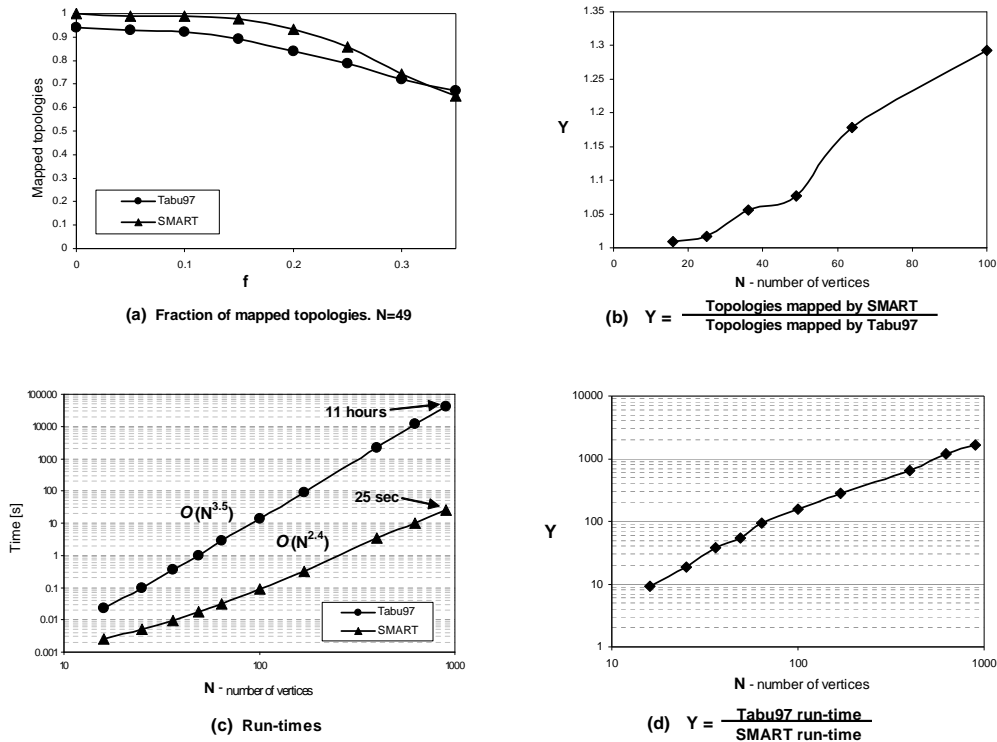 1
0.9
0.8
0.7
0.6
0.5
0.4
0.3
0.2
0.1
0
Mapped topologies
Tabu97
SMART
0 0.1 0.2 0.3
f
(a) Fraction of mapped topologies. N=49
1.35
1.3
1.25
1.2
1.15
1.1
1.05
1
Y
0 20 40 60 80 100
N - number of vertices
(b) Y = Topologies mapped by SMART
Topologies mapped by Tabu97
100000
10000
1000
100
10
1
0.1
0.01
0.001
Time [s]
11 hours
25 sec
O(N^3.5)
O(N^2.4)
Tabu97
SMART
10 100 1000
N - number of vertices
(c) Run-times
10000
1000
100
10
1
Y
10 100 1000
N - number of vertices
(d) Y = Tabu97 run-time
SMART run-time